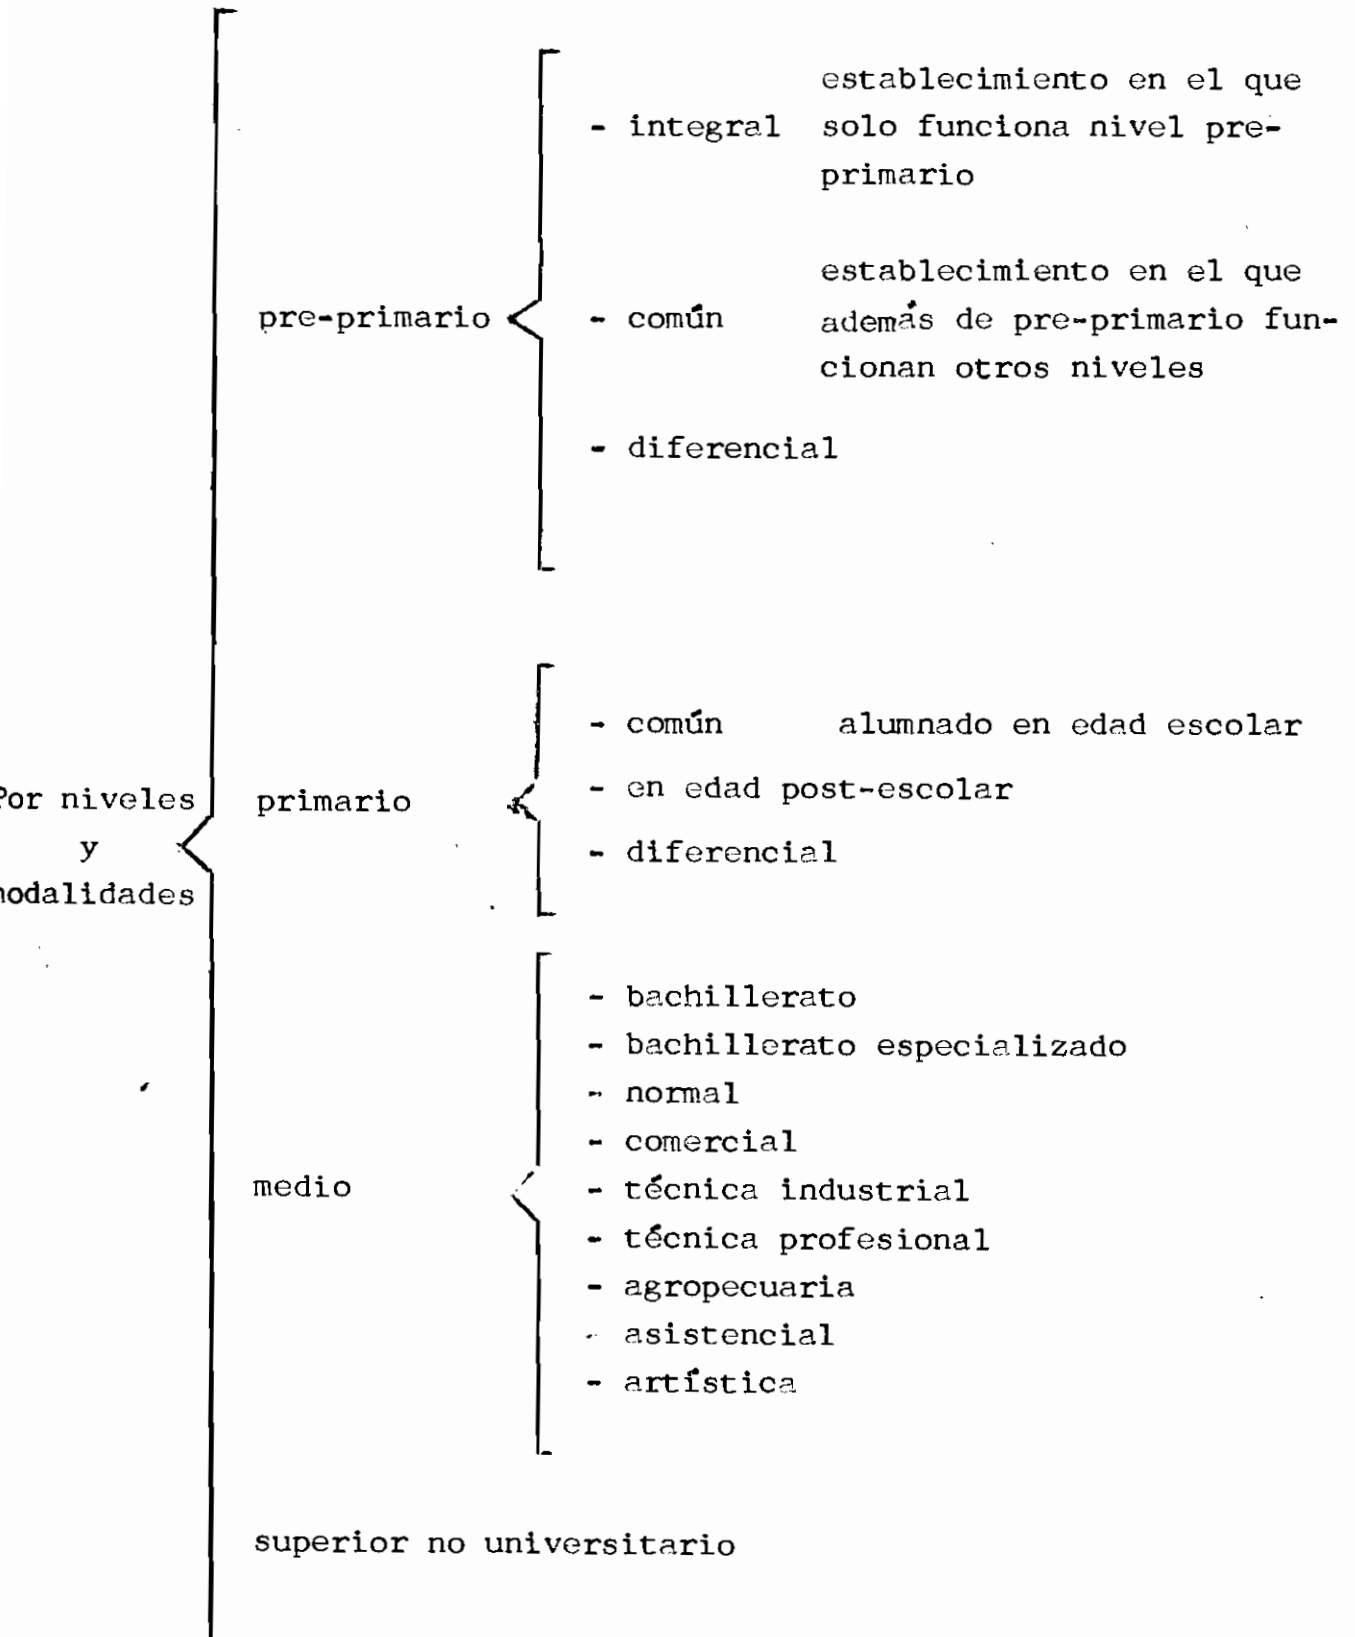 establecimiento en el que
- integral solo funciona nivel pre-
primario
establecimiento en el que
pre-primario - común además de pre-primario fun-
cionan otros niveles
- diferencial
- común alumnado en edad escolar
Por niveles primario - en edad post-escolar
y
- diferencial
modalidades
- bachillerato
- bachillerato especializado
- normal
- comercial
medio - técnica industrial
- técnica profesional
- agropecuaria
- asistencial
- artística
superior no universitario